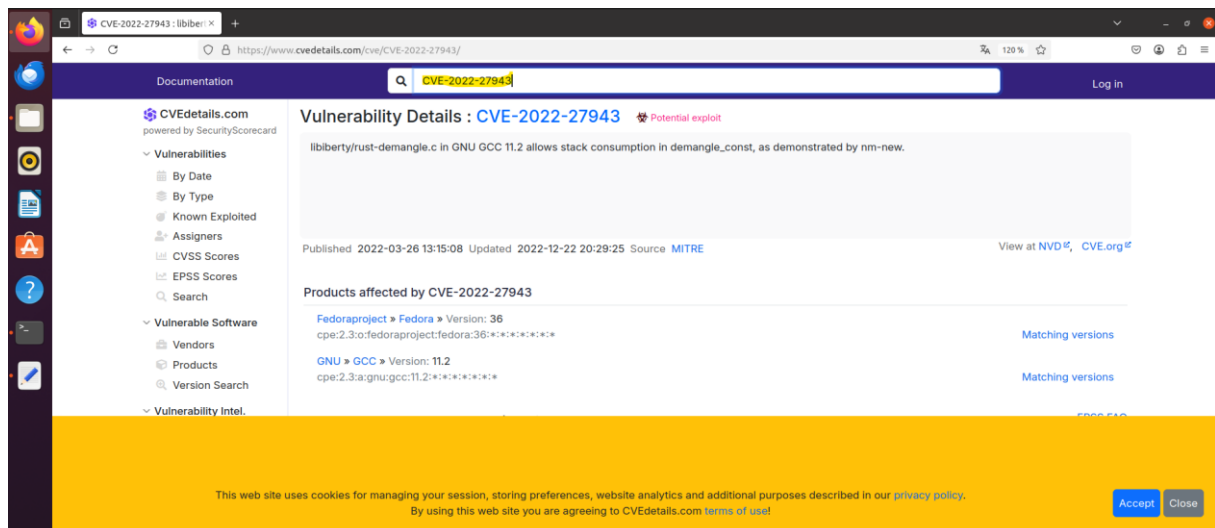 CVE-2022-27943 : libiber
https://www.cvedetails.com/cve/CVE-2022-27943/
120 %
Documentation
CVE-2022-27943
Log in
CVEdetails.com
powered by SecurityScorecard
Vulnerabilities
By Date
By Type
Known Exploited
Assigners
CVSS Scores
EPSS Scores
Search
Vulnerable Software
Vendors
Products
Version Search
Vulnerability Intel.
Vulnerability Details : CVE-2022-27943 Potential exploit
libiberty/rust-demangle.c in GNU GCC 11.2 allows stack consumption in demangle_const, as demonstrated by nm-new.
Published 2022-03-26 13:15:08 Updated 2022-12-22 20:29:25 Source MITRE
View at NVD, CVE.org
Products affected by CVE-2022-27943
Fedoraproject » Fedora » Version: 36
cpe:2.3:o:fedoraproject:fedora:36:*:*:*:*:*:*:*
Matching versions
GNU » GCC » Version: 11.2
cpe:2.3:a:gnu:gcc:11.2:*:*:*:*:*:*:*
Matching versions
This web site uses cookies for managing your session, storing preferences, website analytics and additional purposes described in our privacy policy.
By using this web site you are agreeing to CVEdetails.com terms of use!
Accept
Close